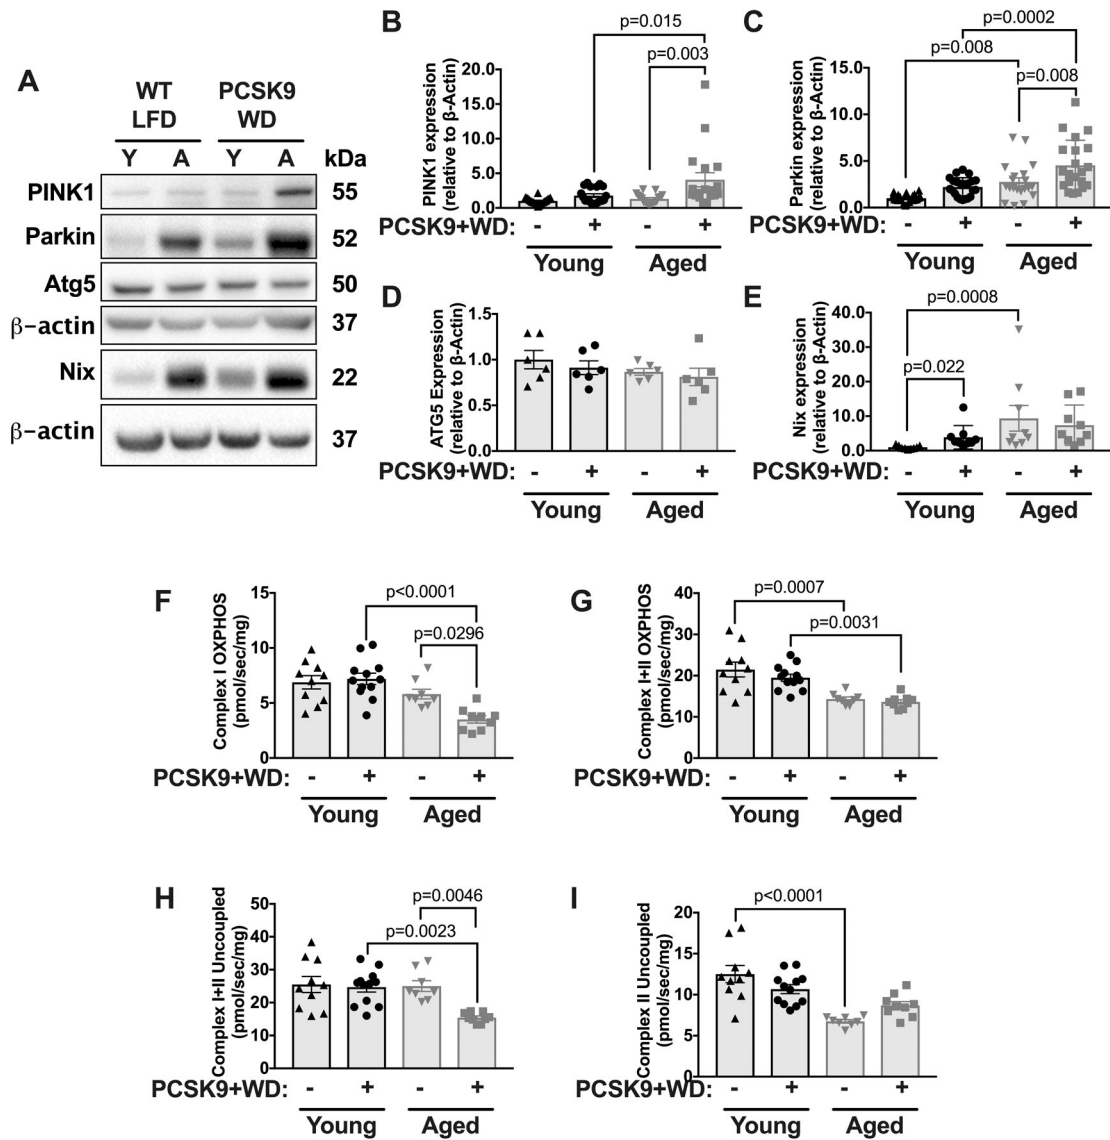 A
WT
LFD
PCSK9
WD
Y A Y A kDa
PINK1 55
Parkin 52
Atg5 50
β-actin 37
Nix 22
β-actin 37
B
PINK1 expression
(relative to β-Actin)
20.0
15.0
10.0
5.0
0.0
p=0.015
p=0.003
PCSK9+WD: - + - +
Young Aged
C
Parkin expression
(relative to β-Actin)
15.0
10.0
5.0
0.0
p=0.0002
p=0.008
p=0.008
- + - +
Young Aged
D
ATG5 Expression
(relative to β-Actin)
1.5
1.0
0.5
0.0
PCSK9+WD: - + - +
Young Aged
E
Nix expression
(relative to β-Actin)
40.0
30.0
20.0
10.0
0.0
p=0.0008
p=0.022
PCSK9+WD: - + - +
Young Aged
F
Complex I OXPHOS
(pmol/sec/mg)
15
10
5
0
p<0.0001
p=0.0296
PCSK9+WD: - + - +
Young Aged
G
Complex I+II OXPHOS
(pmol/sec/mg)
40
30
20
10
0
p=0.0007
p=0.0031
PCSK9+WD: - + - +
Young Aged
H
Complex I+II Uncoupled
(pmol/sec/mg)
50
40
30
20
10
0
p=0.0046
p=0.0023
PCSK9+WD: - + - +
Young Aged
I
Complex II Uncoupled
(pmol/sec/mg)
20
15
10
5
0
p<0.0001
PCSK9+WD: - + - +
Young Aged